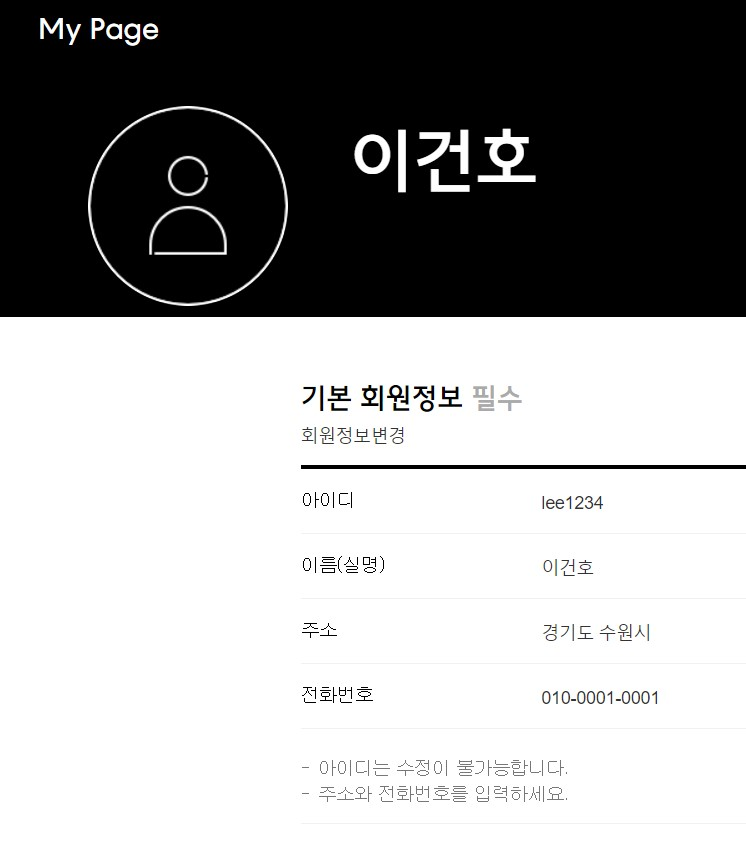 My Page
이건호
기본 회원정보 필수
회원정보변경
아이디 lee1234
이름(실명) 이건호
주소 경기도 수원시
전화번호 010-0001-0001
- 아이디는 수정이 불가능합니다.
- 주소와 전화번호를 입력하세요.